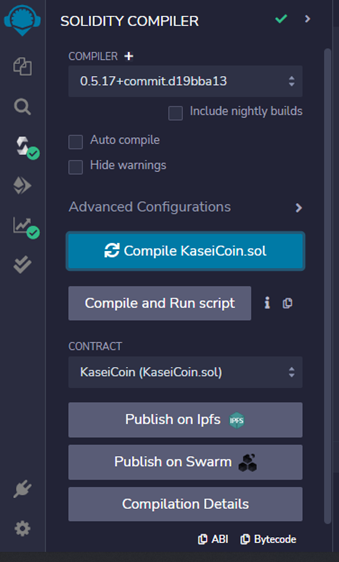 SOLIDITY COMPILER
COMPILER +
0.5.17+commit.d19bba13
Include nightly builds
Auto compile
Hide warnings
Advanced Configurations
Compile KaseiCoin.sol
Compile and Run script
CONTRACT
KaseiCoin (KaseiCoin.sol)
Publish on Ipfs IPFS
Publish on Swarm
Compilation Details
ABI Bytecode